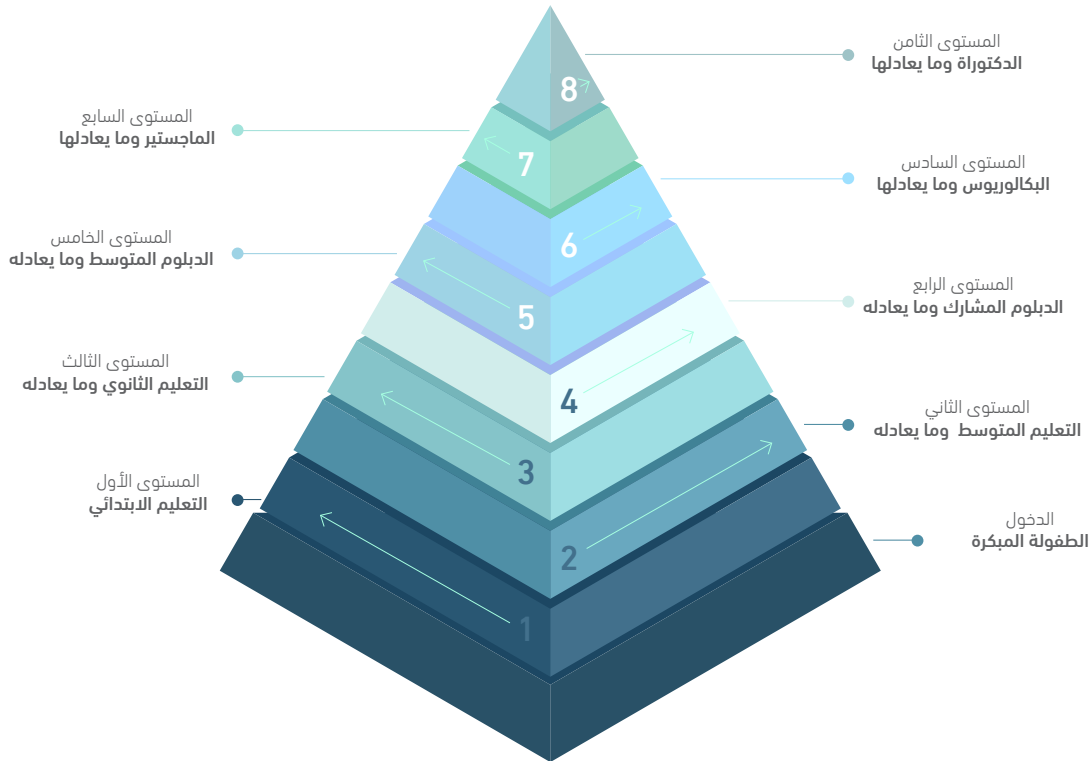 المستوى الثامن
الدكتوراة وما يعادلها
8
المستوى السابع
الماجستير وما يعادلها
7
المستوى السادس
البكالوريوس وما يعادلها
6
المستوى الخامس
الدبلوم المتوسط وما يعادله
5
المستوى الرابع
الدبلوم المشارك وما يعادله
4
المستوى الثالث
التعليم الثانوي وما يعادله
3
المستوى الثاني
التعليم المتوسط وما يعادله
2
المستوى الأول
التعليم الابتدائي
1
الدخول
الطفولة المبكرة